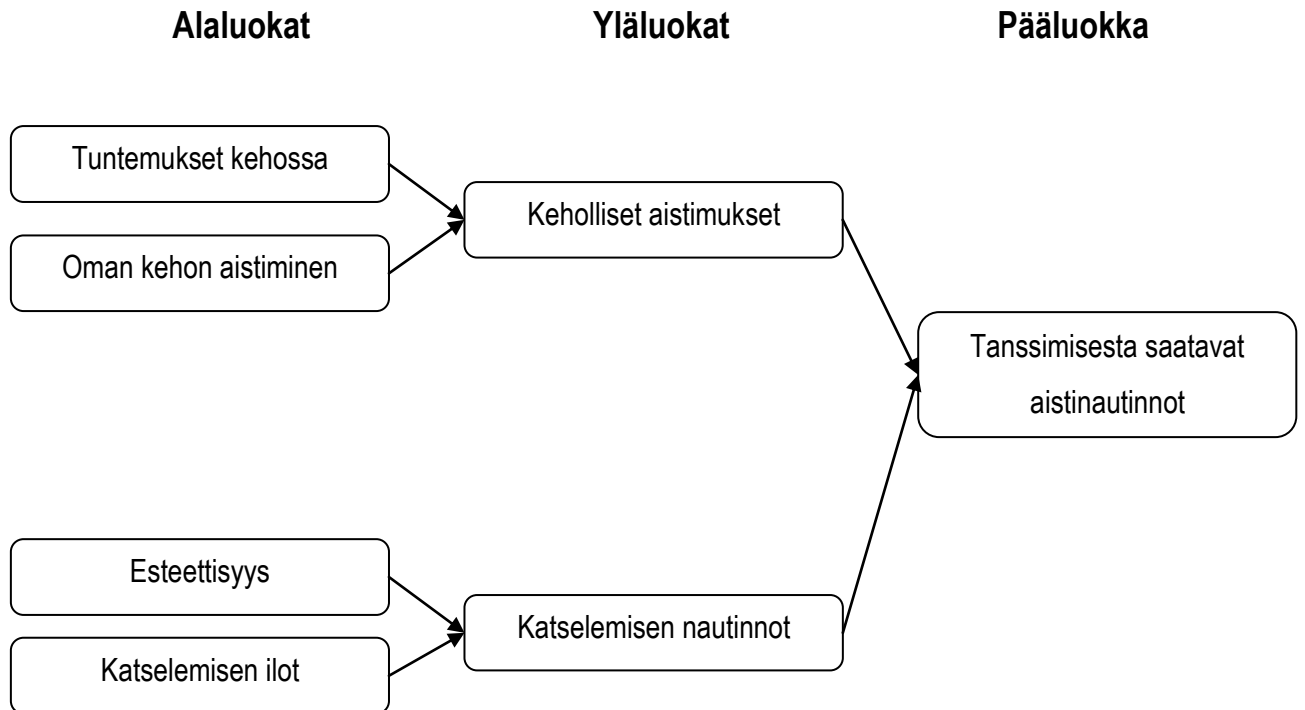 Alaluokat
Yläluokat
Pääluokka
Tuntemukset kehossa
Oman kehon aistiminen
Keholliset aistimukset
Tanssimisesta saatavat
aistinautinnot
Esteettisyys
Katselemisen ilot
Katselemisen nautinnot